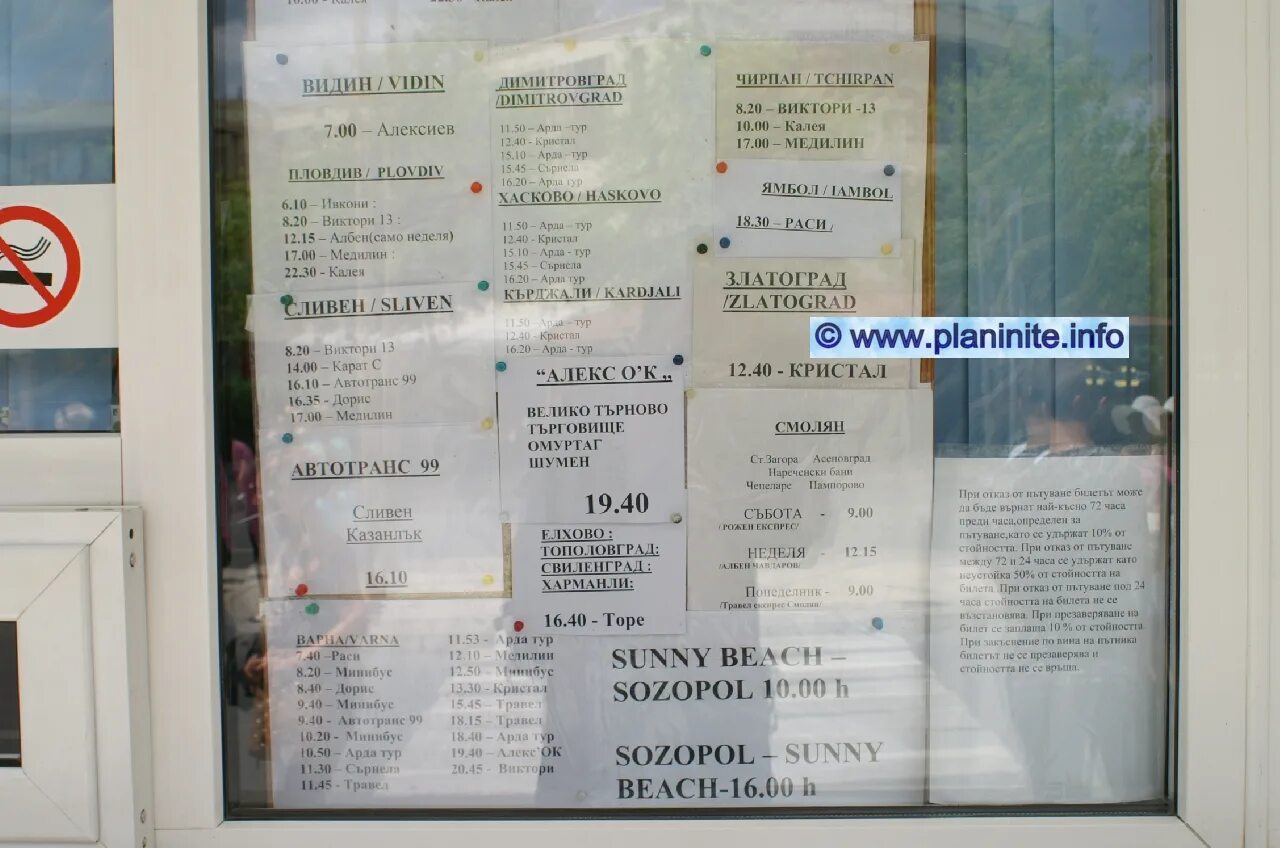 ВИДИН / VIDIN
7.00 – Алексиев
ПЛОВДИВ / PLOVDIV
6.10 – Ивкони :
8.20 – Виктори 13 :
12.15 – Албен(само неделя)
17.00 – Медилин :
22.30 - Калея
СЛИВЕН / SLIVEN
8.20 – Виктори 13
14.00 – Карат С
16.10 – Автотранс 99
16.35 - Дорис
17.00 – Медилин
АВТОТРАНС 99
Сливен
Казанлък
16.10
ДИМИТРОВГРАД
/DIMITROVGRAD
11.50 – Арда -тур
12.40 - Кристал
15.10 – Арда –тур
15.45 – Сърнела
16.20 – Арда тур
ХАСКОВО / HASKOVO
11.50 – Арда – тур
12.40 - Кристал
15.10 – Арда - тур
15.45 – Сърнела
16.20 – Арда тур
КЪРДЖАЛИ / KARDJALI
11.50 – Арда – тур
12.40 - Кристал
16.20 – Арда - тур
“АЛЕКС О’К „
ВЕЛИКО ТЪРНОВО
ТЪРГОВИЩЕ
ОМУРТАГ
ШУМЕН
19.40
ЕЛХОВО :
ТОПОЛОВГРАД:
СВИЛЕНГРАД :
ХАРМАНЛИ:
16.40 - Торе
ЧИРПАН / TCHIRPAN
8.20 – ВИКТОРИ -13
10.00 – Калея
17.00 – МЕДИЛИН
ЯМБОЛ / IAMBOL
18.30 – РАСИ /
ЗЛАТОГРАД
/ZLATOGRAD
12.40 - КРИСТАЛ
© www.planinite.info
СМОЛЯН
Ст.Загора Асеновград
Нареченски бани
Чепеларе Пампорово
СЪБОТА - 9.00
/РОЖЕН ЕКСПРЕС/
НЕДЕЛЯ - 12.15
/АЛБЕН ЧАВДАРОВ/
Понеделник - 9.00
/Травел експрес Смолян/
ВАРНА/VARNA
7.40 –Раси
8.20 – Минибус
8.40 – Дорис
9.40 – Минибус
9.40 - Автотранс 99
10.20 - Минибус
10.50 – Арда тур
11.30 – Сърнела
11.45 - Травел
11.53 - Арда тур
12.10 – Медилин
12.50 - Минибус
13.30 - Кристал
15.45 – Травел
18.15 – Травел
18.40 – Арда тур
19.40 – Алекс’ОК
20.45 - Виктори
SUNNY BEACH –
SOZOPOL 10.00 h
SOZOPOL – SUNNY
BEACH-16.00 h
При отказ от пътуване билетът може
да бъде върнат най-късно 72 часа
преди часа,определен за
пътуване,като се удържат 10% от
стойността. При отказ от пътуване
между 72 и 24 часа се удържат като
неустойка 50% от стойността на
билета. При отказ от пътуване под 24
часа стойността на билета не се
възстановява. При презаверяване на
билет се заплаща 10 % от стойността.
При закъснение по вина на пътника
билетът не се презаверява и
стойността не се връща.